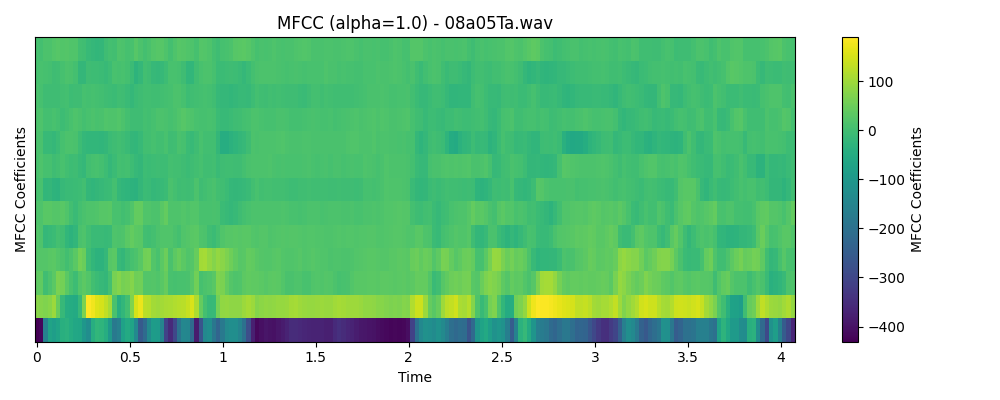 MFCC (alpha=1.0) - 08a05Ta.wav
MFCC Coefficients
0 0.5 1 1.5 2 2.5 3 3.5 4
Time
100
0
−100
−200
−300
−400
MFCC Coefficients